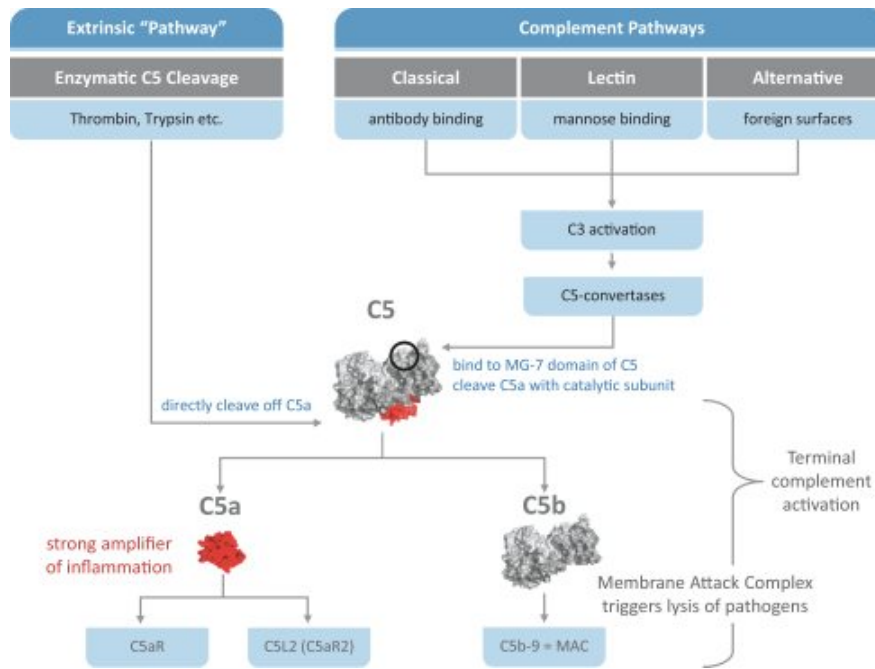 Extrinsic “Pathway”
Complement Pathways
Enzymatic C5 Cleavage
Classical
Lectin
Alternative
Thrombin, Trypsin etc.
antibody binding
mannose binding
foreign surfaces
C3 activation
C5-convertases
C5
bind to MG-7 domain of C5
cleave C5a with catalytic subunit
directly cleave off C5a
Terminal
complement
activation
C5a
C5b
strong amplifier
of inflammation
Membrane Attack Complex
triggers lysis of pathogens
C5aR
C5L2 (C5aR2)
C5b-9 = MAC